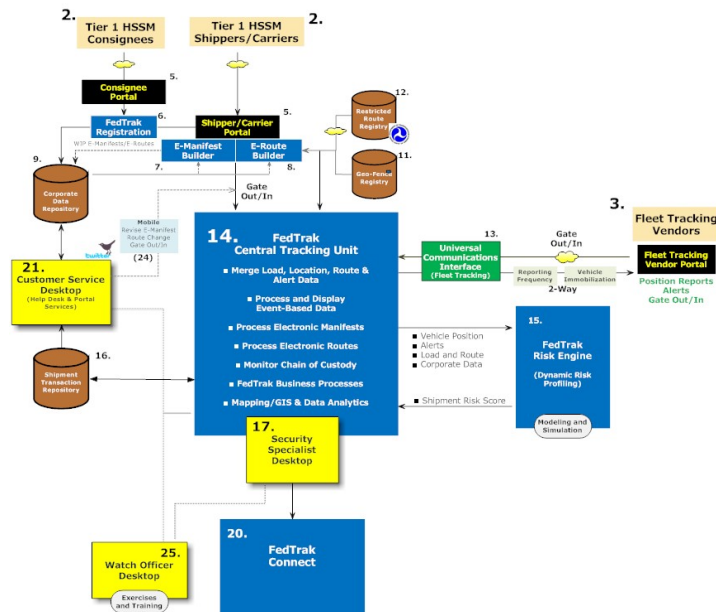 2.
Tier 1 HSSM
Consignees
Tier 1 HSSM
Shippers/Carriers
2.
5.
Consignee
Portal
6.
FedTrak
Registration
5.
Shipper/Carrier
Portal
E-Manifest
Builder
E-Route
Builder
WIP E-Manifests/E-Routes
7.
8.
12.
Restricted
Route
Registry
11.
Geo-Fence
Registry
9.
Corporate
Data
Repository
Gate
Out/In
Mobile
Revise E-Manifest
Route Change
Gate Out/In
(24)
twitter
21.
Customer Service
Desktop
(Help Desk & Portal
Services)
16.
Shipment
Transaction
Repository
14.
FedTrak
Central Tracking Unit
■ Merge Load, Location, Route &
Alert Data
■ Process and Display
Event-Based Data
■ Process Electronic Manifests
■ Process Electronic Routes
■ Monitor Chain of Custody
■ FedTrak Business Processes
■ Mapping/GIS & Data Analytics
13.
Universal
Communications
Interface
(Fleet Tracking)
Gate
Out/In
Reporting
Frequency
Vehicle
Immobilization
2-Way
3.
Fleet Tracking
Vendors
Fleet Tracking
Vendor Portal
Position Reports
Alerts
Gate Out/In
■ Vehicle Position
■ Alerts
■ Load and Route
■ Corporate Data
■ Shipment Risk Score
15.
FedTrak
Risk Engine
(Dynamic Risk
Profiling)
Modeling and
Simulation
17.
Security
Specialist
Desktop
20.
FedTrak
Connect
25.
Watch Officer
Desktop
Exercises
and Training